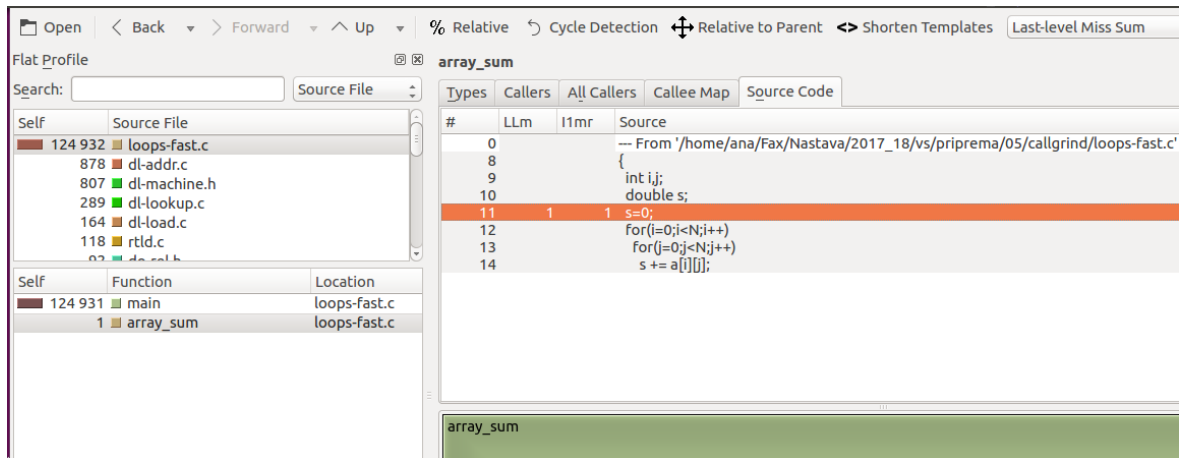 Open Back Forward Up % Relative Cycle Detection Relative to Parent <> Shorten Templates Last-level Miss Sum
Flat Profile
Search: Source File
Self Source File
124 932 loops-fast.c
878 dl-addr.c
807 dl-machine.h
289 dl-lookup.c
164 dl-load.c
118 rtld.c
Self Function Location
124 931 main loops-fast.c
1 array_sum loops-fast.c
array_sum
Types Callers All Callers Callee Map Source Code
# LLm I1mr Source
0 --- From '/home/ana/Fax/Nastava/2017_18/vs/priprema/05/callgrind/loops-fast.c'
8 {
9 int i,j;
10 double s;
11 1 1 s=0;
12 for(i=0;i<N;i++)
13 for(j=0;j<N;j++)
14 s += a[i][j];
array_sum